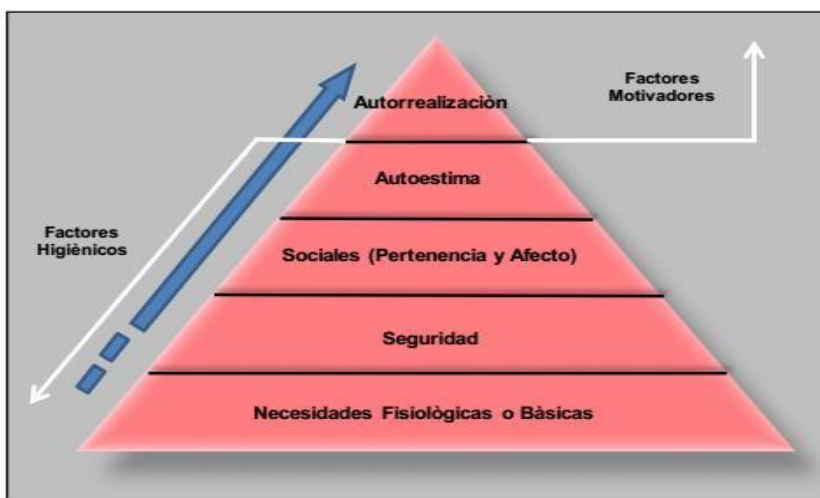 Factores
Motivadores
Autorrealizaciòn
Autoestima
Factores
Higiènicos
Sociales (Pertenencia y Afecto)
Seguridad
Necesidades Fisiològicas o Bàsicas